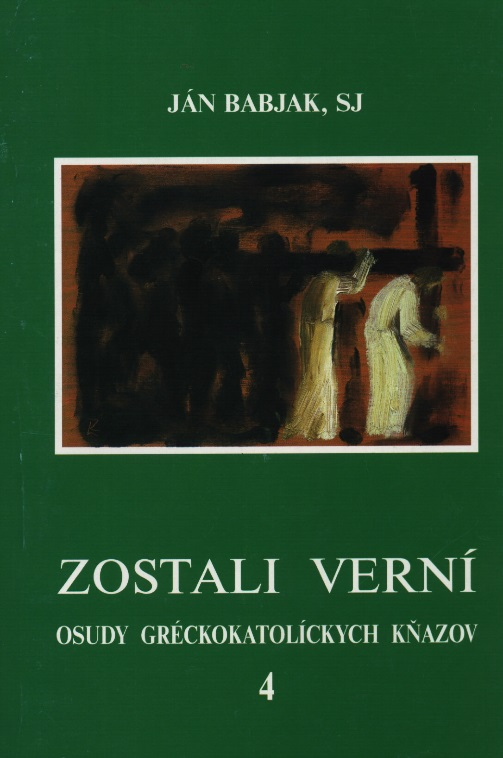 JÁN BABJAK, SJ
ZOSTALI VERNÍ
OSUDY GRÉCKOKATOLÍCKYCH KŇAZOV
4